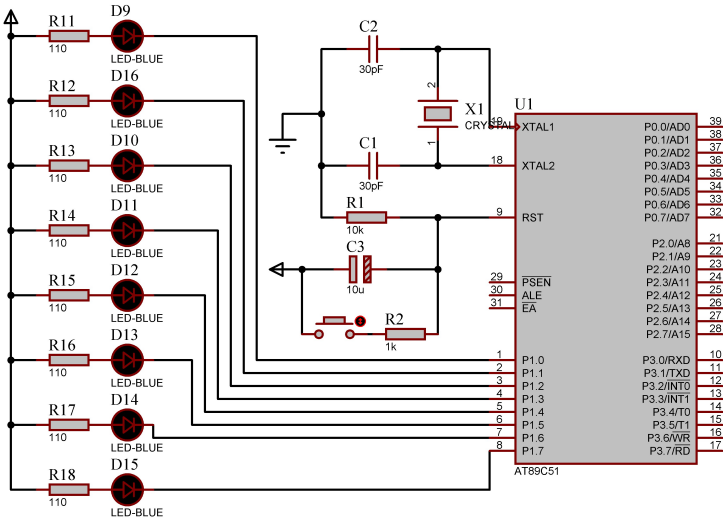 R11
110
D9
LED-BLUE
R12
110
D16
LED-BLUE
R13
110
D10
LED-BLUE
R14
110
D11
LED-BLUE
R15
110
D12
LED-BLUE
R16
110
D13
LED-BLUE
R17
110
D14
LED-BLUE
R18
110
D15
LED-BLUE
C2
30pF
2
X1
CRYSTAL
1
C1
30pF
R1
10k
C3
10u
R2
1k
U1
19 XTAL1
18 XTAL2
9 RST
29 PSEN
30 ALE
31 EA
1 P1.0
2 P1.1
3 P1.2
4 P1.3
5 P1.4
6 P1.5
7 P1.6
8 P1.7
P0.0/AD0 39
P0.1/AD1 38
P0.2/AD2 37
P0.3/AD3 36
P0.4/AD4 35
P0.5/AD5 34
P0.6/AD6 33
P0.7/AD7 32
P2.0/A8 21
P2.1/A9 22
P2.2/A10 23
P2.3/A11 24
P2.4/A12 25
P2.5/A13 26
P2.6/A14 27
P2.7/A15 28
P3.0/RXD 10
P3.1/TXD 11
P3.2/INT0 12
P3.3/INT1 13
P3.4/T0 14
P3.5/T1 15
P3.6/WR 16
P3.7/RD 17
AT89C51